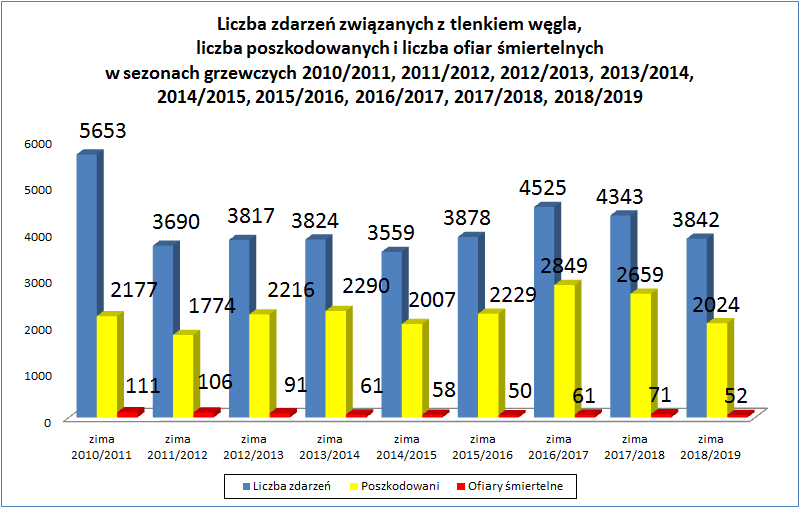 Liczba zdarzeń związanych z tlenkiem węgla,
liczba poszkodowanych i liczba ofiar śmiertelnych
w sezonach grzewczych 2010/2011, 2011/2012, 2012/2013, 2013/2014,
2014/2015, 2015/2016, 2016/2017, 2017/2018, 2018/2019
6000
5000
4000
3000
2000
1000
0
5653
2177
111
3690
1774
106
3817
2216
91
3824
2290
61
3559
2007
58
3878
2229
50
4525
2849
61
4343
2659
71
3842
2024
52
zima
2010/2011
zima
2011/2012
zima
2012/2013
zima
2013/2014
zima
2014/2015
zima
2015/2016
zima
2016/2017
zima
2017/2018
zima
2018/2019
Liczba zdarzeń
Poszkodowani
Ofiary śmiertelne